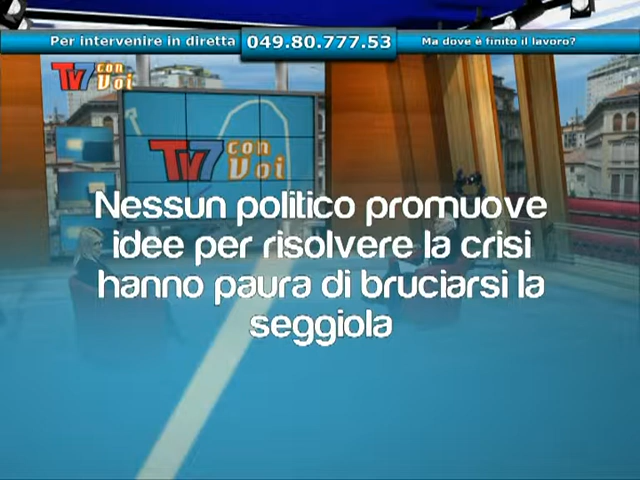 Per intervenire in diretta 049.80.777.53 Ma dove è finito il lavoro?
TV7 con Voi
TV7 con Voi
Nessun politico promuove
idee per risolvere la crisi
hanno paura di bruciarsi la
seggiola